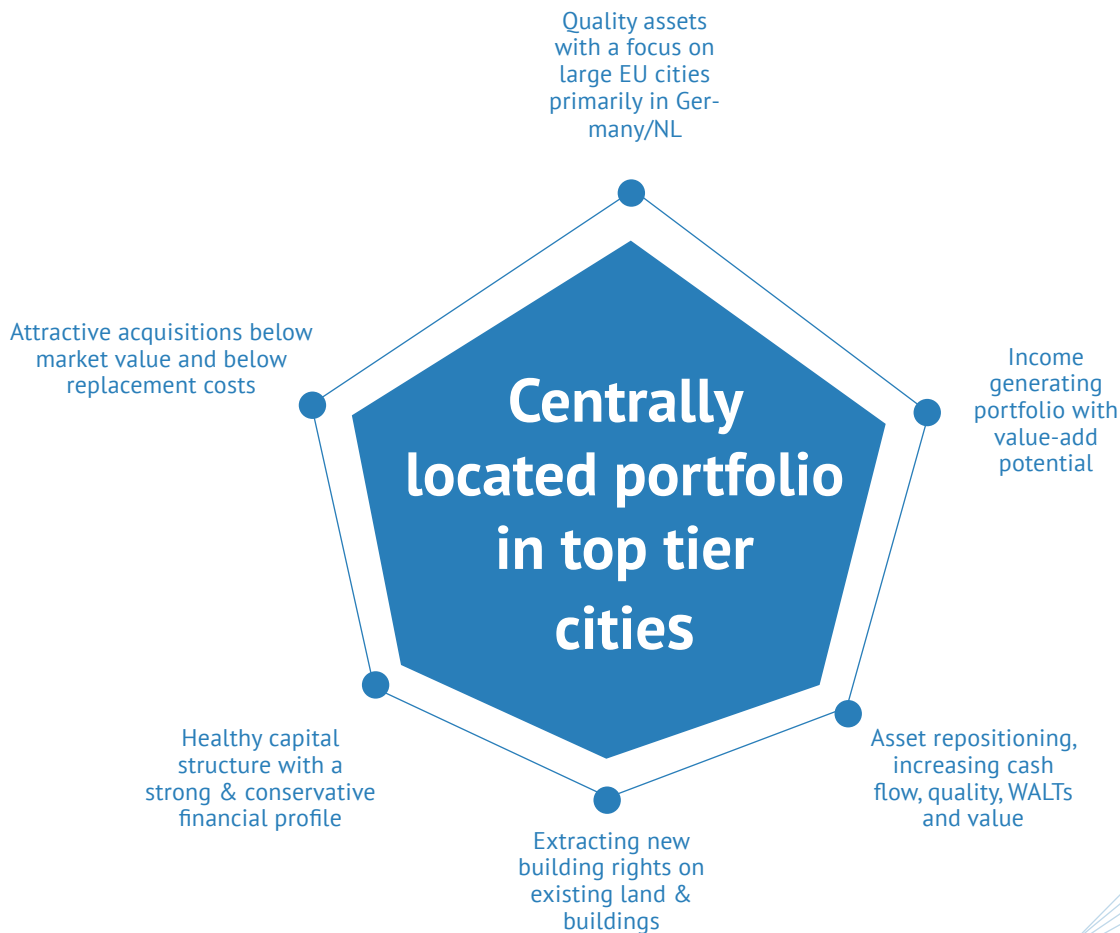 Quality assets
with a focus on
large EU cities
primarily in Ger-
many/NL
Attractive acquisitions below
market value and below
replacement costs
Income
generating
portfolio with
value-add
potential
Centrally
located portfolio
in top tier
cities
Healthy capital
structure with a
strong & conservative
financial profile
Asset repositioning,
increasing cash
flow, quality, WALTs
and value
Extracting new
building rights on
existing land &
buildings